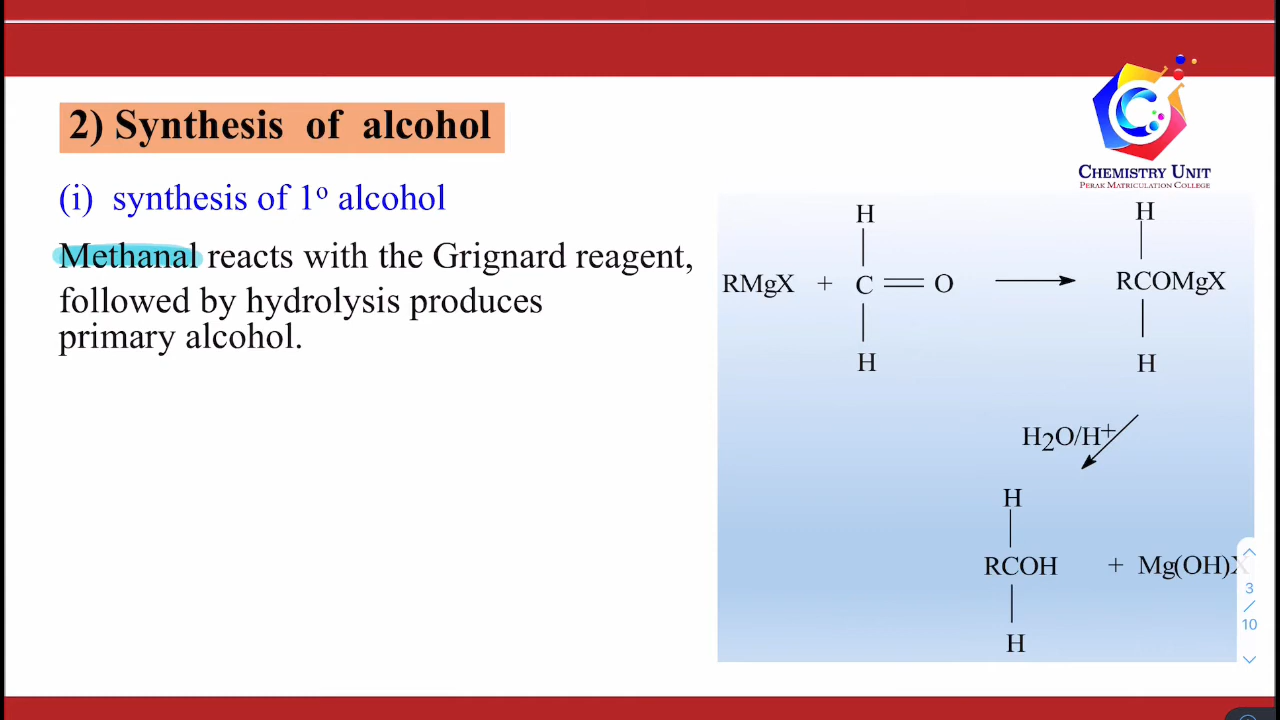 2) Synthesis of alcohol
CHEMISTRY UNIT
PERAK MATRICULATION COLLEGE
(i) synthesis of 1º alcohol
Methanal reacts with the Grignard reagent,
followed by hydrolysis produces
primary alcohol.
H H
RMgX + C O RCOMgX
H H
H2O/H+
H
RCOH + Mg(OH)X
H
3
/
10